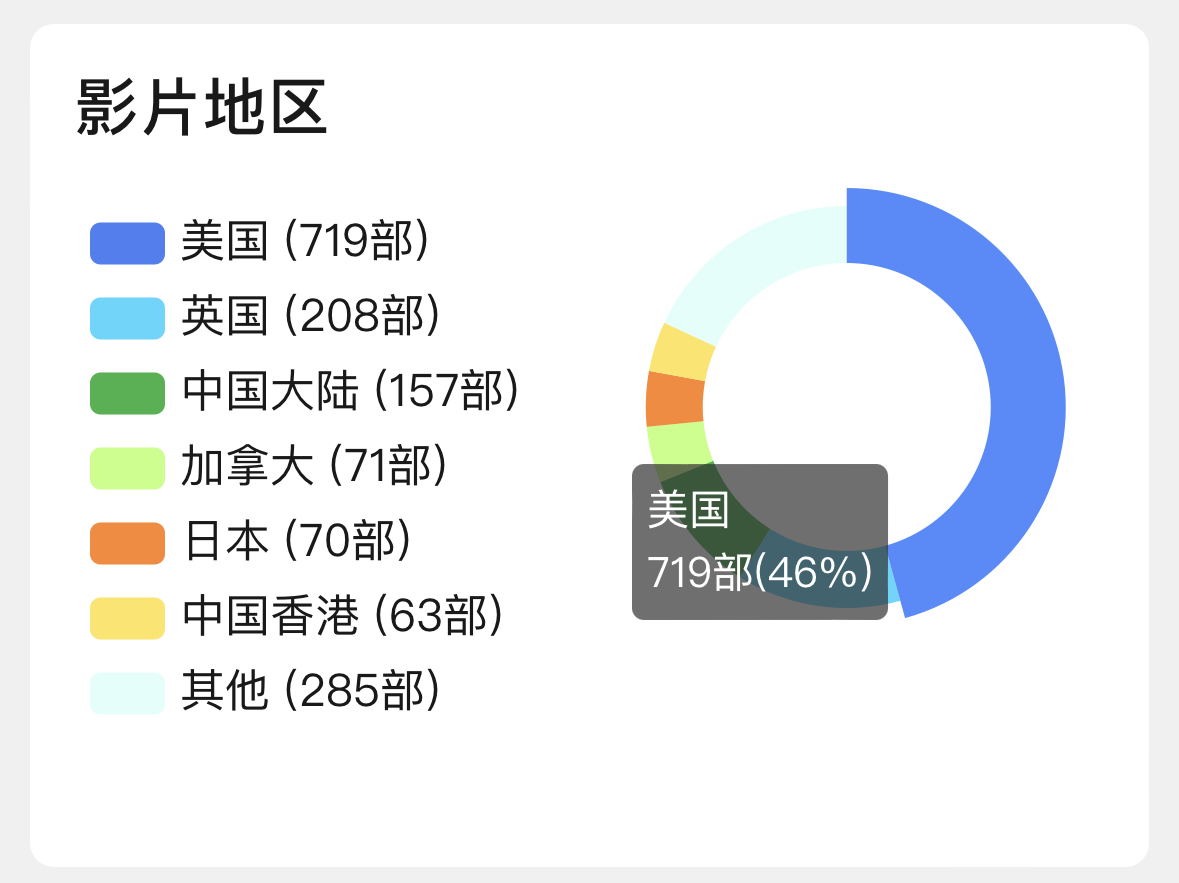 影片地区
美国 (719部)
英国 (208部)
中国大陆 (157部)
加拿大 (71部)
日本 (70部)
中国香港 (63部)
其他 (285部)
美国
719部(46%)